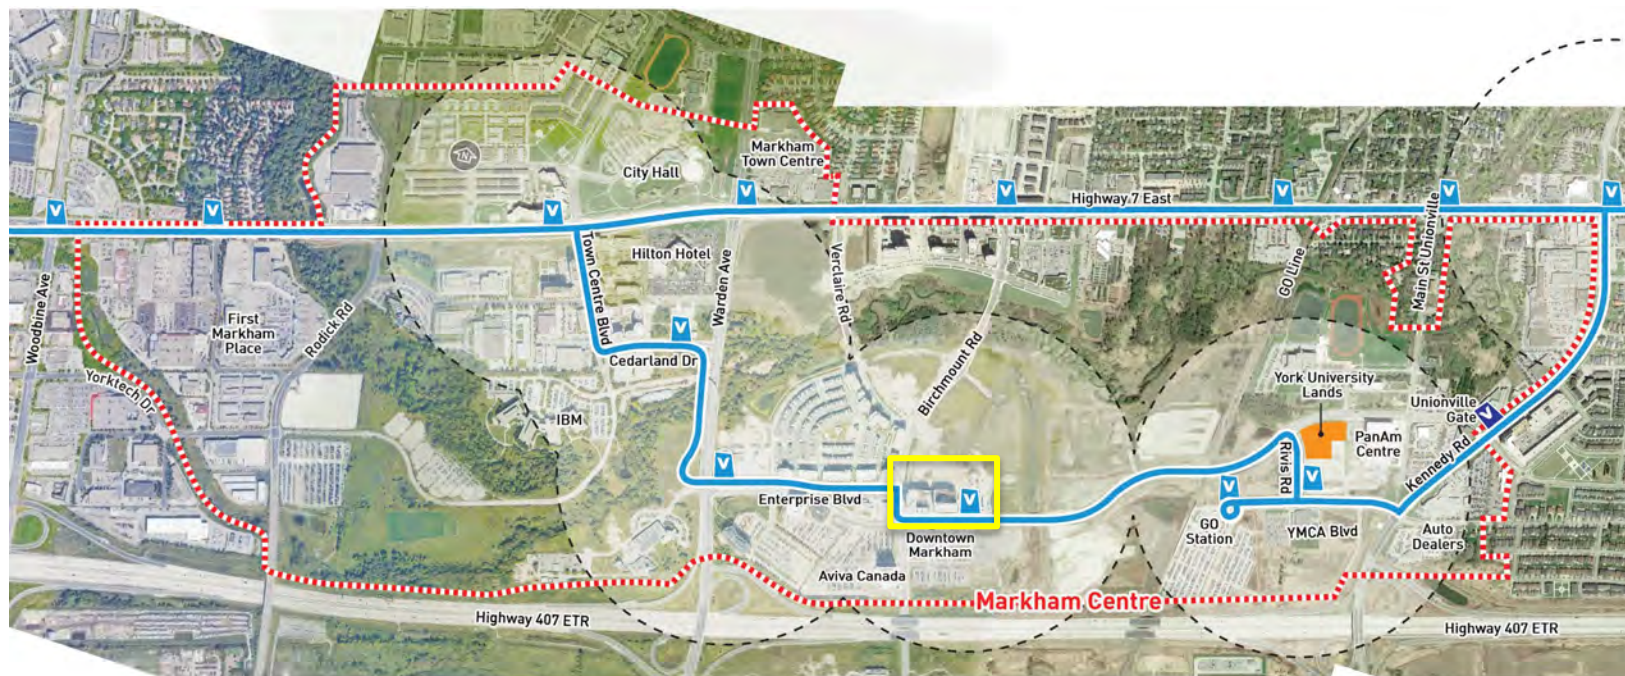 Markham
Town Centre
City Hall
N
V
V
V
V
V
V
V
V
Highway 7 East
Woodbine Ave
First
Markham
Place
Rodick Rd
Yorktech Dr
Town Centre Blvd
Hilton Hotel
Warden Ave
Verclaire Rd
Birchmount Rd
GO Line
Main St Unionville
V
Cedarland Dr
IBM
V
Enterprise Blvd
V
Downtown
Markham
Aviva Canada
York University
Lands
PanAm
Centre
Rivis Rd
V
V
GO
Station
YMCA Blvd
Unionville
Gate
V
Kennedy Rd
Auto
Dealers
Markham Centre
Highway 407 ETR
Highway 407 ETR